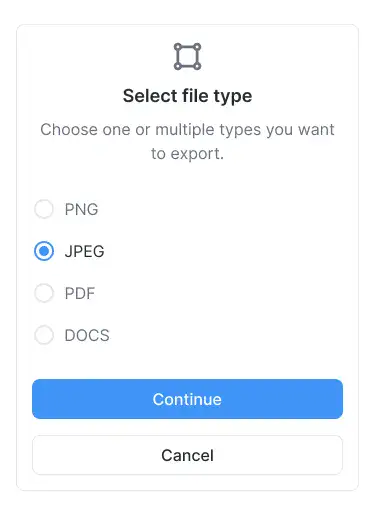 Select file type
Choose one or multiple types you want
to export.
PNG
JPEG
PDF
DOCS
Continue
Cancel